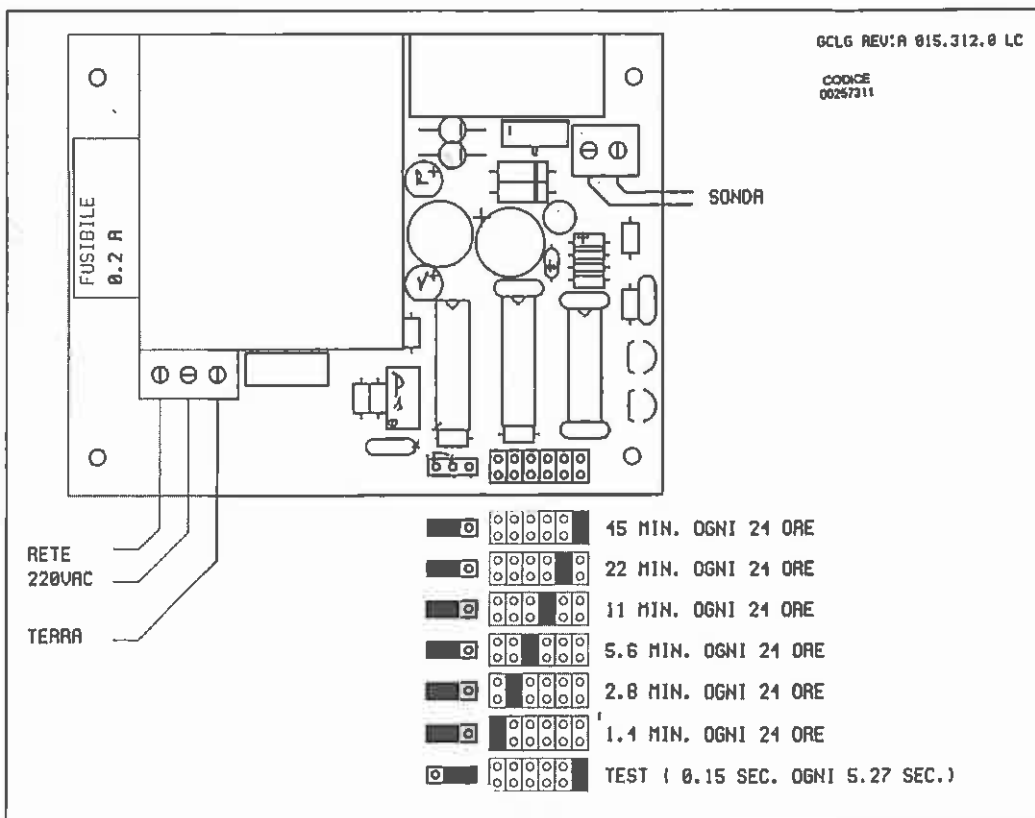 GCLG REV:A 015.312.0 LC
CODICE
00257311
SONDA
FUSIBILE
0.2 A
R+
+
V+
+
+
P1
RETE
220VAC
TERRA
45 MIN. OGNI 24 ORE
22 MIN. OGNI 24 ORE
11 MIN. OGNI 24 ORE
5.6 MIN. OGNI 24 ORE
2.8 MIN. OGNI 24 ORE
1.4 MIN. OGNI 24 ORE
TEST ( 0.15 SEC. OGNI 5.27 SEC.)